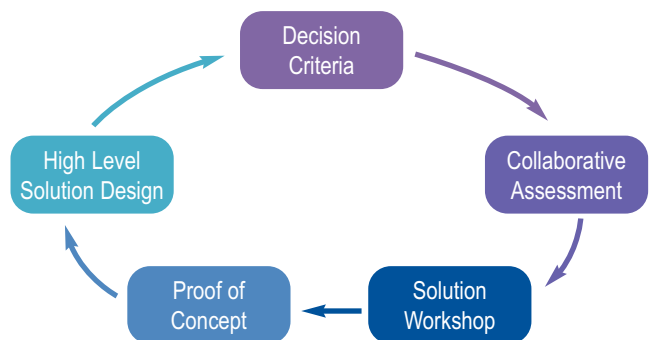 Decision
Criteria
Collaborative
Assessment
Solution
Workshop
Proof of
Concept
High Level
Solution Design